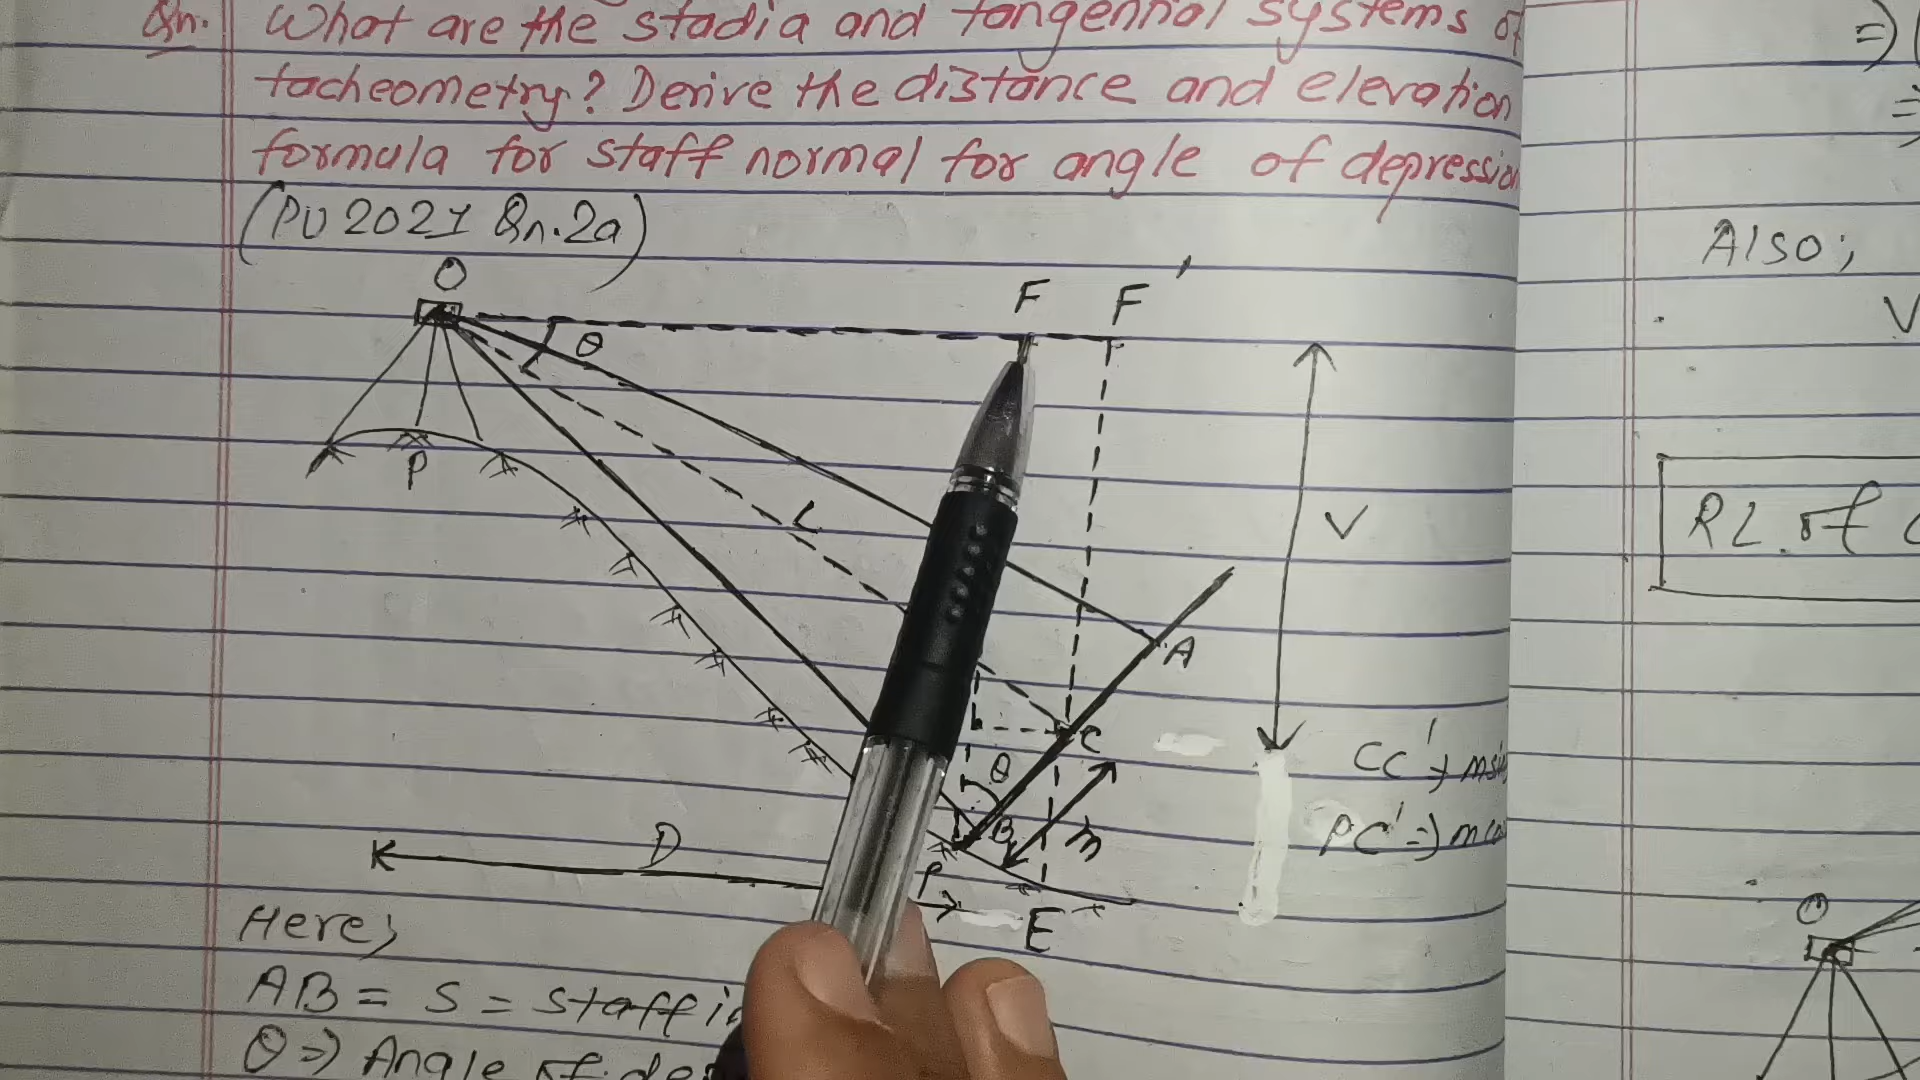 Qn. What are the stadia and tangential systems of
tacheometry? Derive the distance and elevation
formula for staff normal for angle of depression
(PU 2021 Qn.2a)
O
F F'
θ
P
L
V
A
C
θ
B
m
P
D
E
CC' → msin
PC' ⇒ mco
Here,
AB = S = staff in
θ ⇒ Angle of de
⇒
⇒
Also;
V
RL of
O